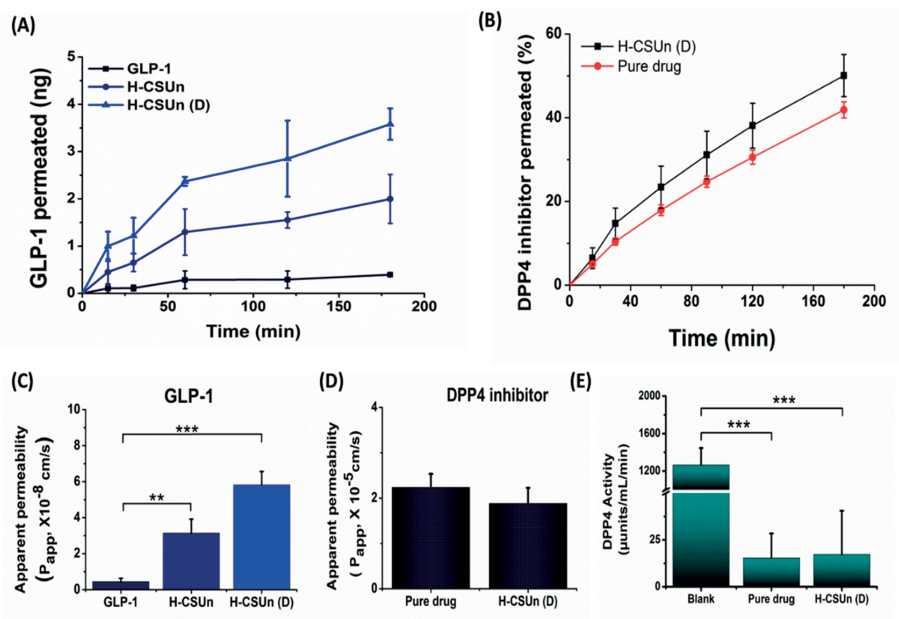 (A)
GLP-1 permeated (ng)
5
4
3
2
1
0
GLP-1
H-CSUn
H-CSUn (D)
0 50 100 150 200
Time (min)
(B)
DPP4 inhibitor permeated (%)
60
40
20
0
H-CSUn (D)
Pure drug
0 40 80 120 160 200
Time (min)
(C)
GLP-1
Apparent permeability
(Papp, X10-8 cm/s)
10
8
6
4
2
0
***
**
GLP-1 H-CSUn H-CSUn (D)
(D)
DPP4 inhibitor
Apparent permeability
( Papp, X 10-5cm/s)
4
2
0
Pure drug H-CSUn (D)
(E)
DPP4 Activity
(µunits/mL/min)
2000
1600
1200
25
0
***
***
Blank Pure drug H-CSUn (D)